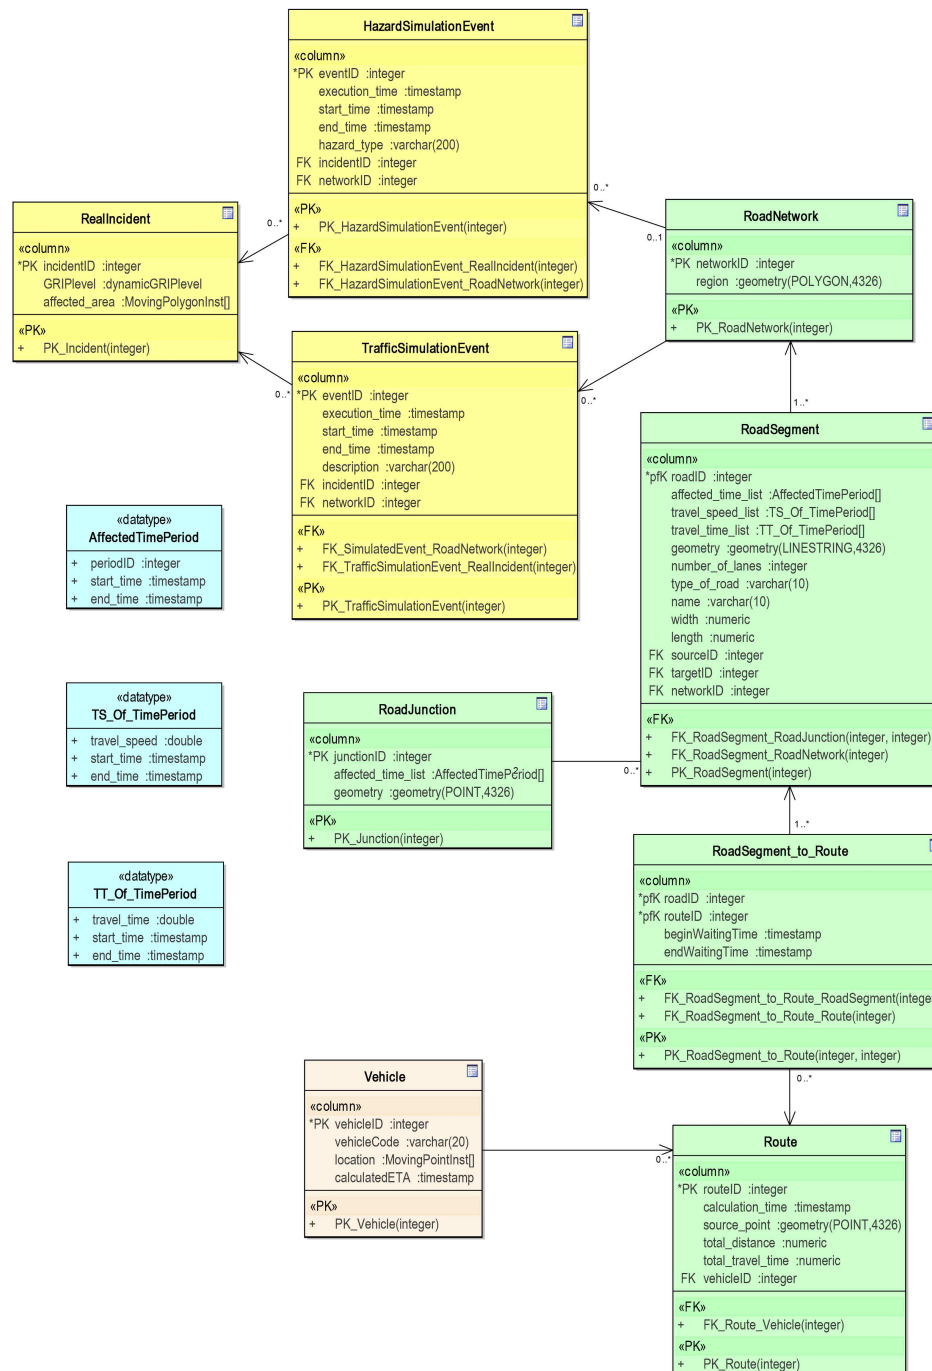 HazardSimulationEvent
«column»
*PK eventID :integer
execution_time :timestamp
start_time :timestamp
end_time :timestamp
hazard_type :varchar(200)
FK incidentID :integer
FK networkID :integer
«PK»
+ PK_HazardSimulationEvent(integer)
«FK»
+ FK_HazardSimulationEvent_RealIncident(integer)
+ FK_HazardSimulationEvent_RoadNetwork(integer)
0..*
0..*
0..1
RealIncident
«column»
*PK incidentID :integer
GRIPlevel :dynamicGRIPlevel
affected_area :MovingPolygonInst[]
«PK»
+ PK_Incident(integer)
RoadNetwork
«column»
*PK networkID :integer
region :geometry(POLYGON,4326)
«PK»
+ PK_RoadNetwork(integer)
0..*
0..*
1..*
TrafficSimulationEvent
«column»
*PK eventID :integer
execution_time :timestamp
start_time :timestamp
end_time :timestamp
description :varchar(200)
FK incidentID :integer
FK networkID :integer
«FK»
+ FK_SimulatedEvent_RoadNetwork(integer)
+ FK_TrafficSimulationEvent_RealIncident(integer)
«PK»
+ PK_TrafficSimulationEvent(integer)
RoadSegment
«column»
*pfK roadID :integer
affected_time_list :AffectedTimePeriod[]
travel_speed_list :TS_Of_TimePeriod[]
travel_time_list :TT_Of_TimePeriod[]
geometry :geometry(LINESTRING,4326)
number_of_lanes :integer
type_of_road :varchar(10)
name :varchar(10)
width :numeric
length :numeric
FK sourceID :integer
FK targetID :integer
FK networkID :integer
«FK»
+ FK_RoadSegment_RoadJunction(integer, integer)
+ FK_RoadSegment_RoadNetwork(integer)
+ PK_RoadSegment(integer)
«datatype»
AffectedTimePeriod
+ periodID :integer
+ start_time :timestamp
+ end_time :timestamp
«datatype»
TS_Of_TimePeriod
+ travel_speed :double
+ start_time :timestamp
+ end_time :timestamp
RoadJunction
«column»
*PK junctionID :integer
affected_time_list :AffectedTimePeriod[]
geometry :geometry(POINT,4326)
«PK»
+ PK_Junction(integer)
2
0..*
1..*
«datatype»
TT_Of_TimePeriod
+ travel_time :double
+ start_time :timestamp
+ end_time :timestamp
RoadSegment_to_Route
«column»
*pfK roadID :integer
*pfK routeID :integer
beginWaitingTime :timestamp
endWaitingTime :timestamp
«FK»
+ FK_RoadSegment_to_Route_RoadSegment(intege
+ FK_RoadSegment_to_Route_Route(integer)
«PK»
+ PK_RoadSegment_to_Route(integer, integer)
0..*
Vehicle
«column»
*PK vehicleID :integer
vehicleCode :varchar(20)
location :MovingPointInst[]
calculatedETA :timestamp
«PK»
+ PK_Vehicle(integer)
0..*
Route
«column»
*PK routeID :integer
calculation_time :timestamp
source_point :geometry(POINT,4326)
total_distance :numeric
total_travel_time :numeric
FK vehicleID :integer
«FK»
+ FK_Route_Vehicle(integer)
«PK»
+ PK_Route(integer)